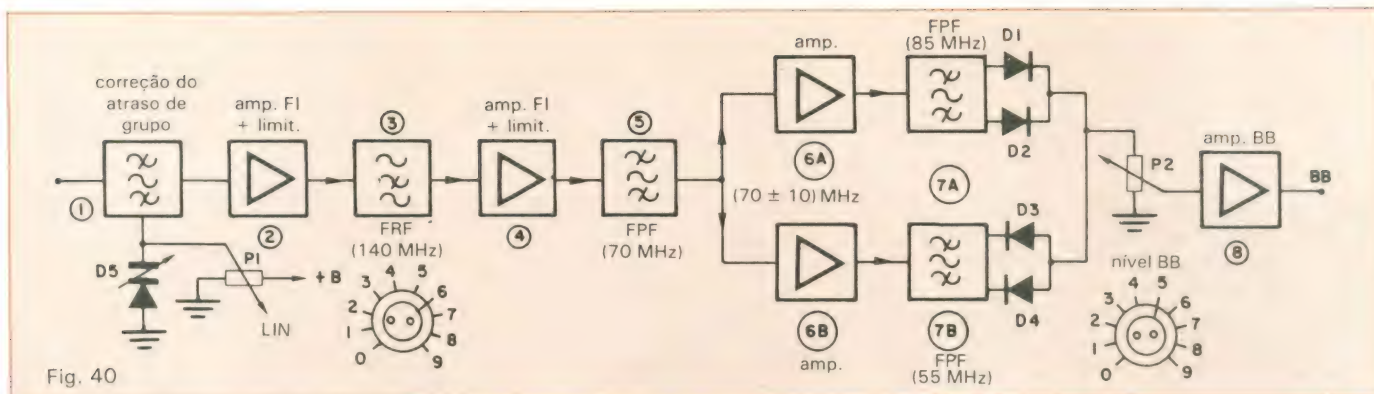 correção do
atraso de
grupo
①
D5
P1
+B
LIN
amp. FI
+ limit.
②
③
FRF
(140 MHz)
0 1 2 3 4 5 6 7 8 9
amp. FI
+ limit.
④
⑤
FPF
(70 MHz)
amp.
6A
(70 ± 10) MHz
6B
amp.
FPF
(85 MHz)
D1
D2
7A
D3
D4
7B
FPF
(55 MHz)
P2
nível BB
0 1 2 3 4 5 6 7 8 9
amp. BB
⑧
BB
Fig. 40